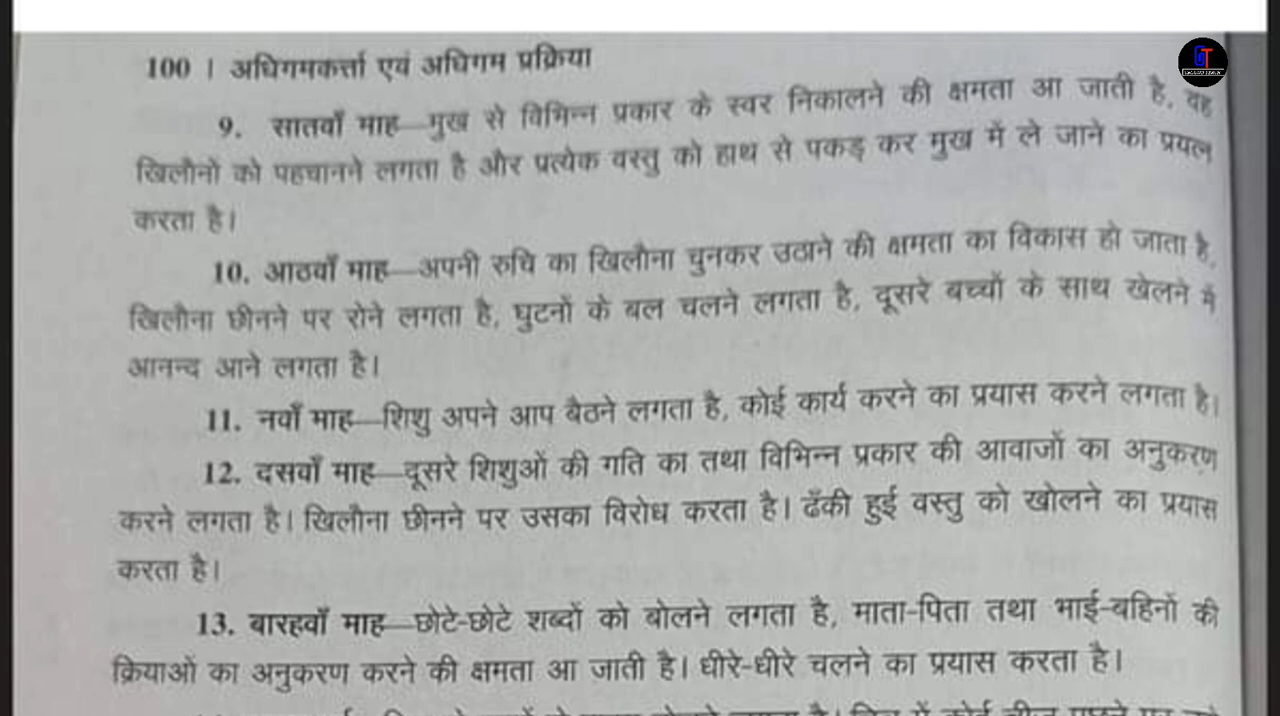 100 | अधिगमकर्त्ता एवं अधिगम प्रक्रिया
GT
9. सातवाँ माह—मुख से विभिन्न प्रकार के स्वर निकालने की क्षमता आ जाती है, वह
खिलौनों को पहचानने लगता है और प्रत्येक वस्तु को हाथ से पकड़ कर मुख में ले जाने का प्रयत्न
करता है।
10. आठवाँ माह—अपनी रुचि का खिलौना चुनकर उठाने की क्षमता का विकास हो जाता है,
खिलौना छीनने पर रोने लगता है, घुटनों के बल चलने लगता है, दूसरे बच्चों के साथ खेलने में
आनन्द आने लगता है।
11. नवाँ माह—शिशु अपने आप बैठने लगता है, कोई कार्य करने का प्रयास करने लगता है।
12. दसवाँ माह—दूसरे शिशुओं की गति का तथा विभिन्न प्रकार की आवाजों का अनुकरण
करने लगता है। खिलौना छीनने पर उसका विरोध करता है। ढँकी हुई वस्तु को खोलने का प्रयास
करता है।
13. बारहवाँ माह—छोटे-छोटे शब्दों को बोलने लगता है, माता-पिता तथा भाई-बहिनों की
क्रियाओं का अनुकरण करने की क्षमता आ जाती है। धीरे-धीरे चलने का प्रयास करता है।